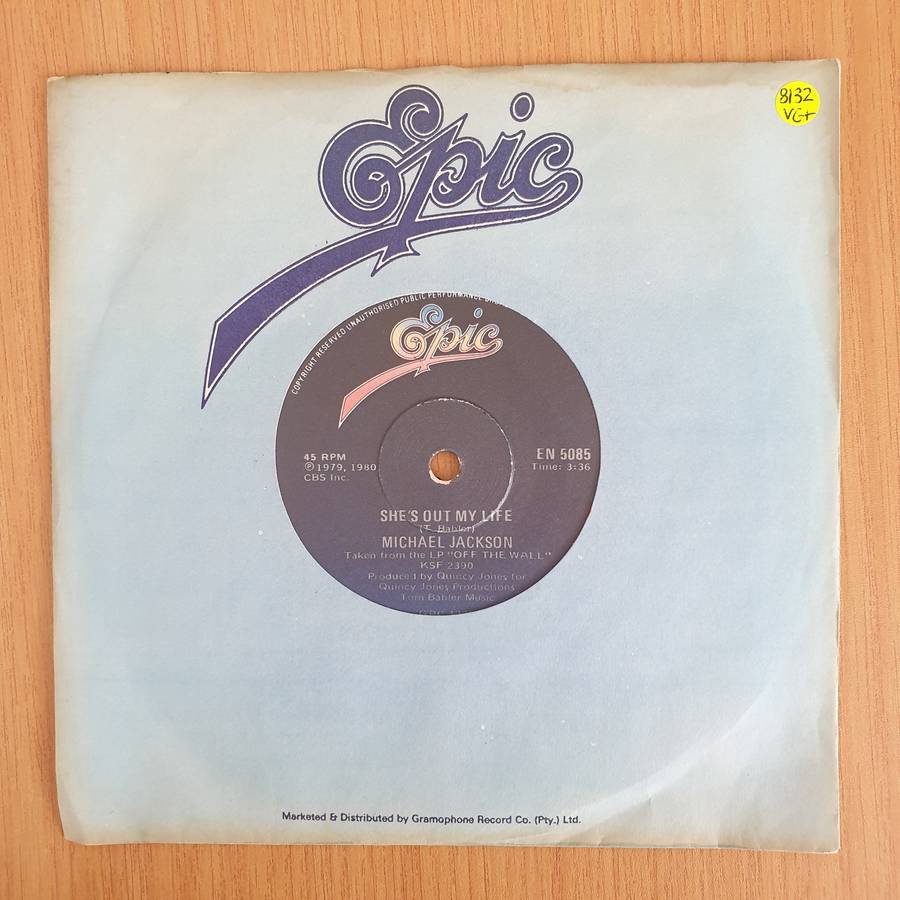 Epic
8132
VG+
COPYRIGHT RESERVED UNAUTHORISED PUBLIC PERFORMANCE
Epic
45 RPM
℗ 1979, 1980
CBS Inc.
EN 5085
Time: 3:36
SHE'S OUT MY LIFE
(T. Bahler)
MICHAEL JACKSON
Taken from the LP "OFF THE WALL"
KSF 2390
Produced by Quincy Jones for
Quincy Jones Productions
Tom Bahler Music
Marketed & Distributed by Gramophone Record Co. (Pty.) Ltd.